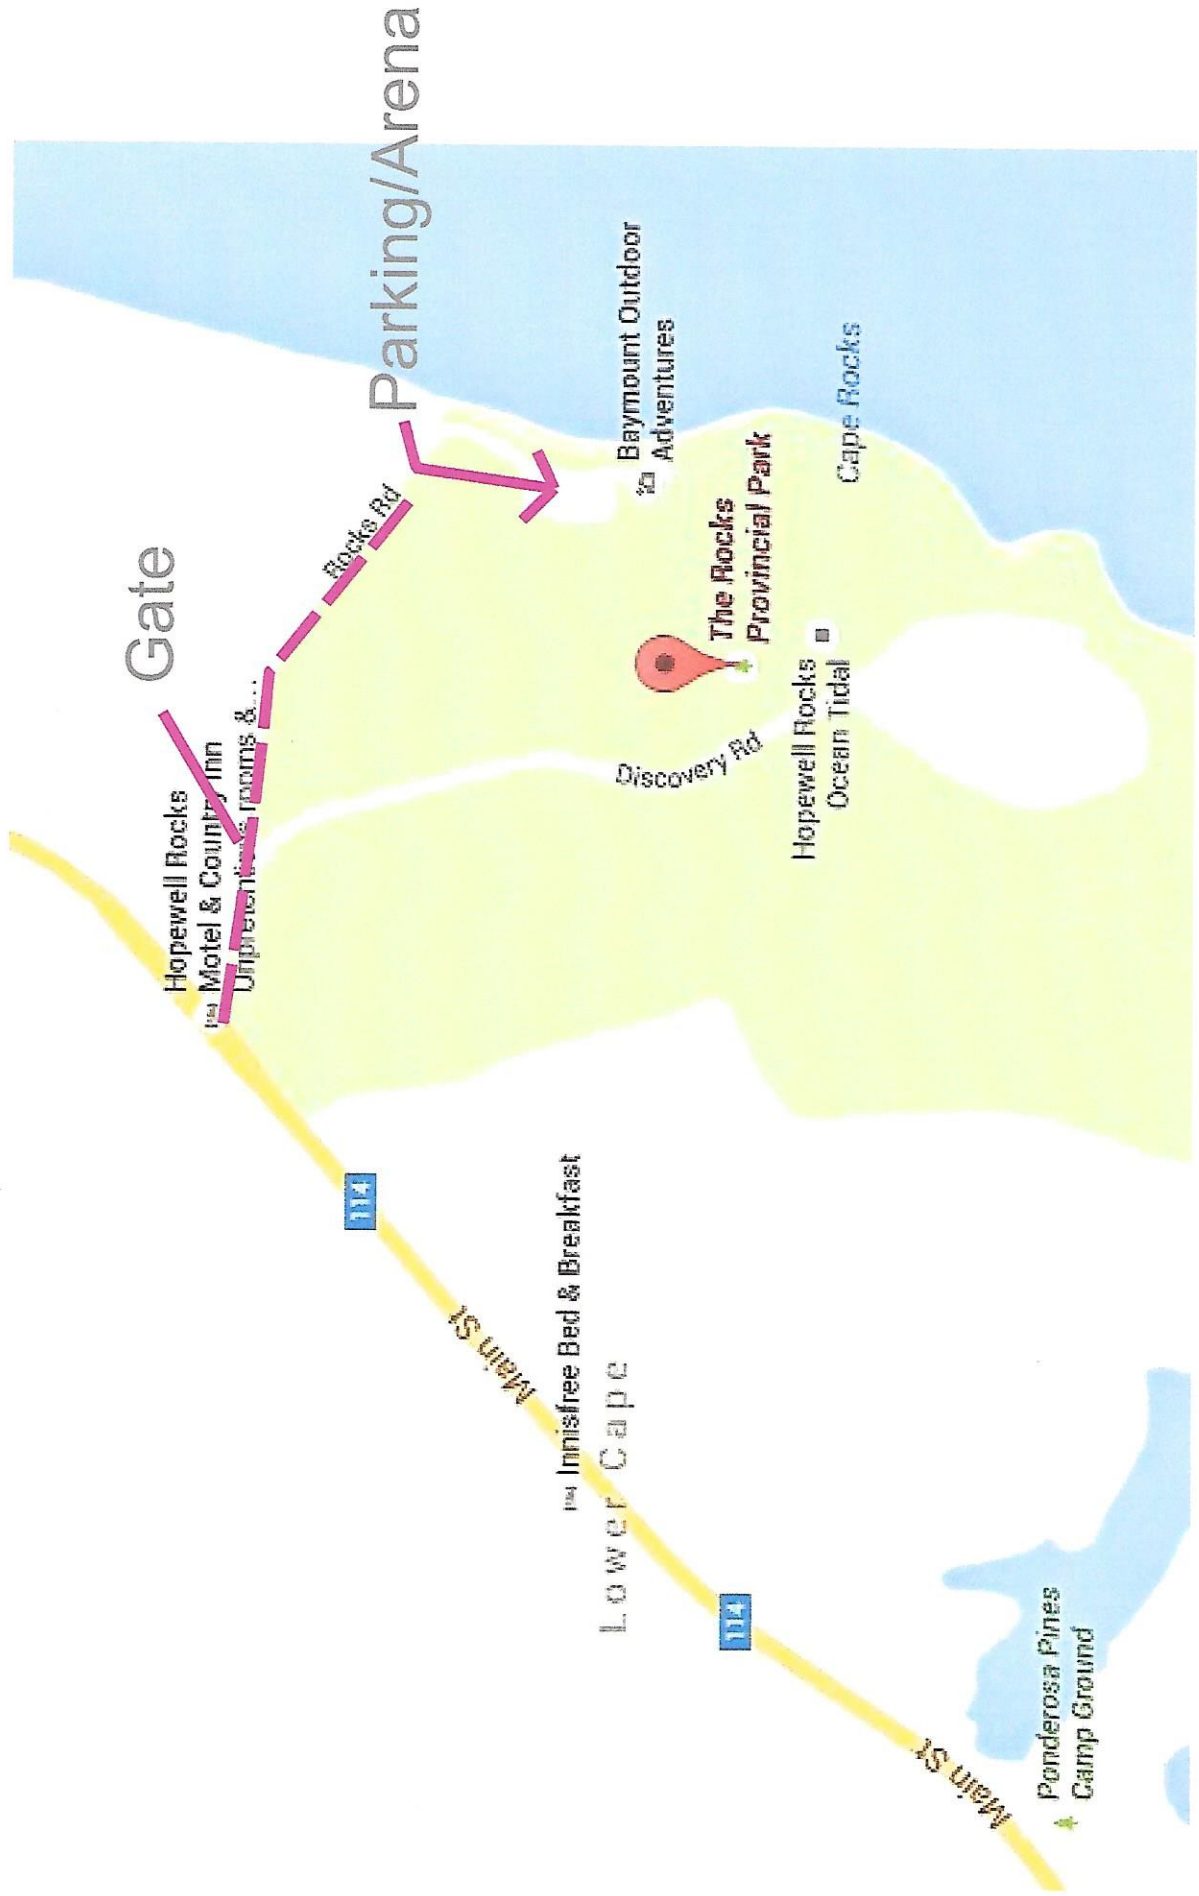 Gate
Parking/Arena
Hopewell Rocks
Motel & Country Inn
Unpretentious rooms & ...
Rocks Rd
114
Main St
Discovery Rd
The Rocks
Provincial Park
Baymount Outdoor
Adventures
Innisfree Bed & Breakfast
Lower Cape
Hopewell Rocks
Ocean Tidal
Cape Rocks
114
Main St
Ponderosa Pines
Camp Ground